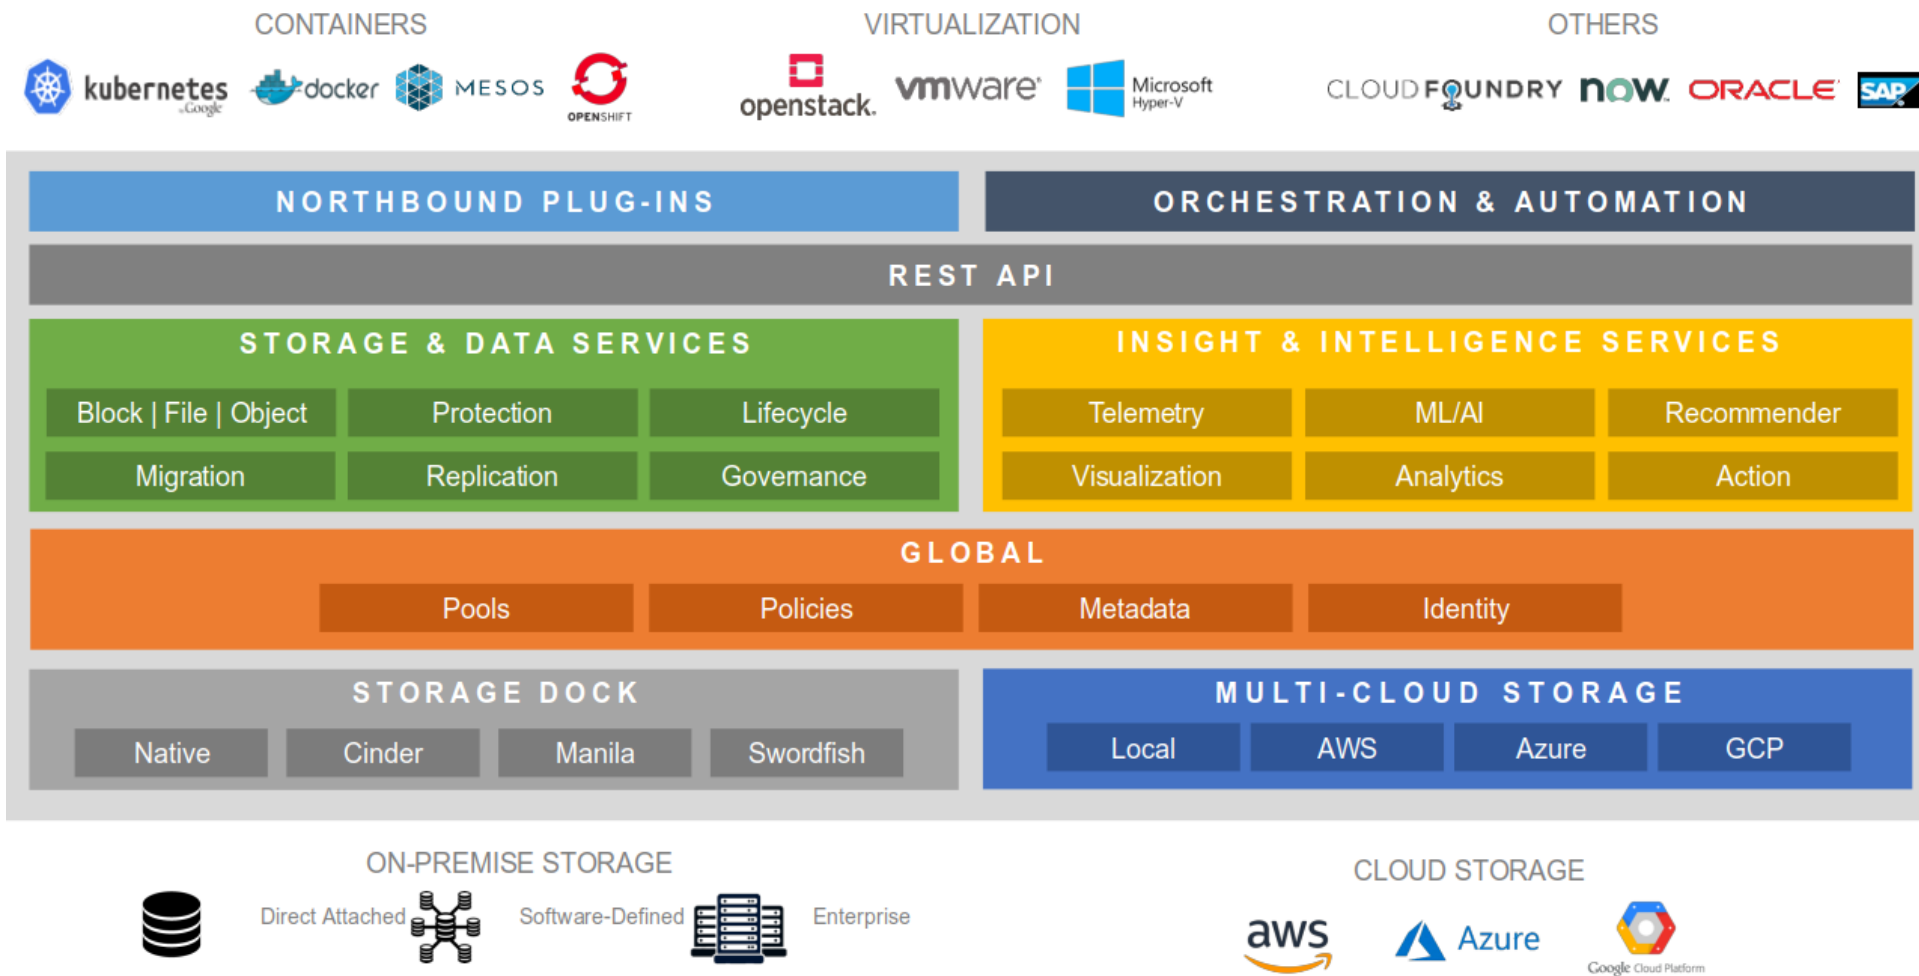 CONTAINERS
VIRTUALIZATION
OTHERS
kubernetes
by Google
docker
MESOS
OPENSHIFT
openstack.
vmware®
Microsoft
Hyper-V
CLOUD FOUNDRY
now.
ORACLE
SAP
NORTHBOUND PLUG-INS
ORCHESTRATION & AUTOMATION
REST API
STORAGE & DATA SERVICES
Block | File | Object
Protection
Lifecycle
Migration
Replication
Governance
INSIGHT & INTELLIGENCE SERVICES
Telemetry
ML/AI
Recommender
Visualization
Analytics
Action
GLOBAL
Pools
Policies
Metadata
Identity
STORAGE DOCK
Native
Cinder
Manila
Swordfish
MULTI-CLOUD STORAGE
Local
AWS
Azure
GCP
ON-PREMISE STORAGE
Direct Attached
Software-Defined
Enterprise
CLOUD STORAGE
aws
Azure
Google Cloud Platform